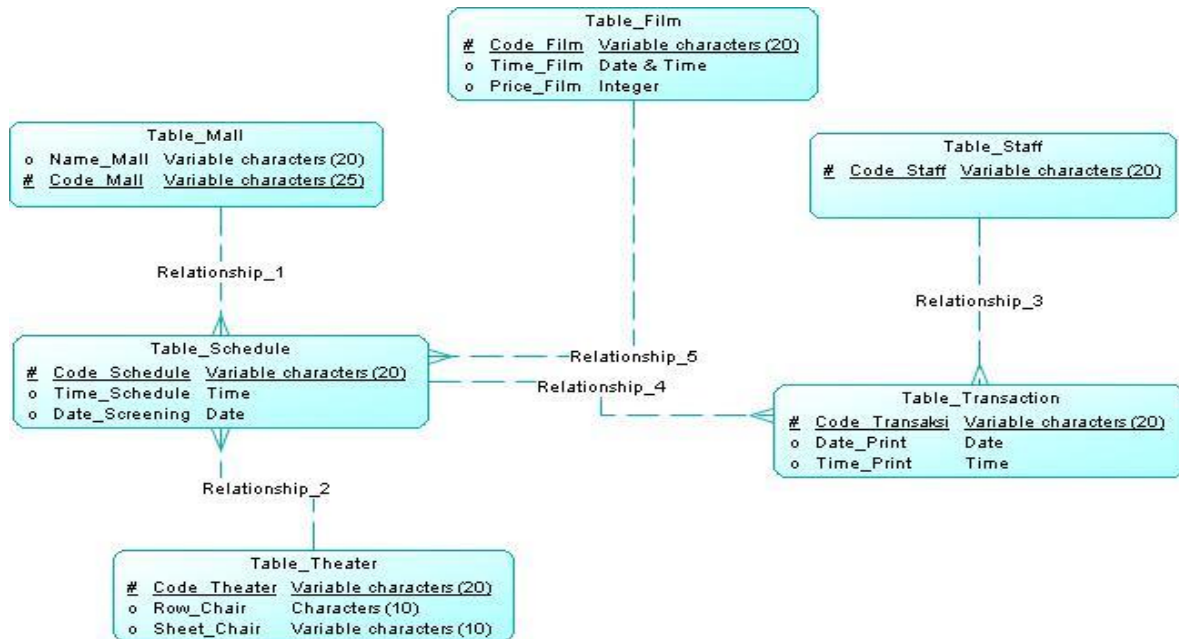 Table_Film
# Code_Film Variable characters (20)
o Time_Film Date & Time
o Price_Film Integer
Table_Mall
o Name_Mall Variable characters (20)
# Code_Mall Variable characters (25)
Table_Staff
# Code_Staff Variable characters (20)
Relationship_1
Relationship_3
Table_Schedule
# Code_Schedule Variable characters (20)
o Time_Schedule Time
o Date_Screening Date
Relationship_5
Relationship_4
Table_Transaction
# Code_Transaksi Variable characters (20)
o Date_Print Date
o Time_Print Time
Relationship_2
Table_Theater
# Code_Theater Variable characters (20)
o Row_Chair Characters (10)
o Sheet_Chair Variable characters (10)